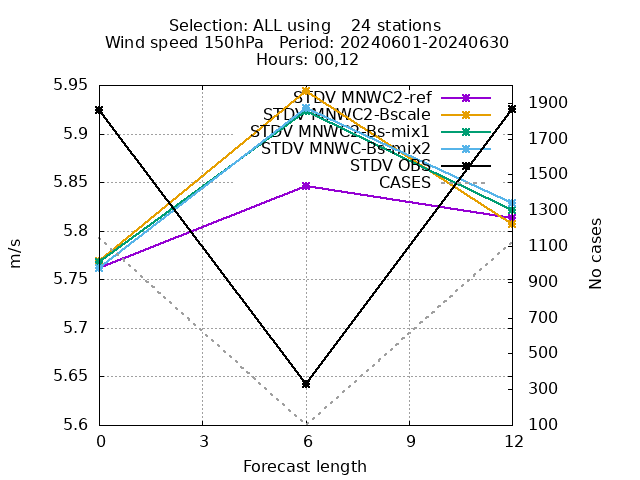 Selection: ALL using    24 stations
Wind speed 150hPa   Period: 20240601-20240630
Hours: 00,12
STDV MNWC2-ref
STDV MNWC2-Bscale
STDV MNWC2-Bs-mix1
STDV MNWC-Bs-mix2
STDV OBS
CASES
5.95
5.9
5.85
5.8
5.75
5.7
5.65
5.6
m/s
1900
1700
1500
1300
1100
900
700
500
300
100
No cases
0 3 6 9 12
Forecast length